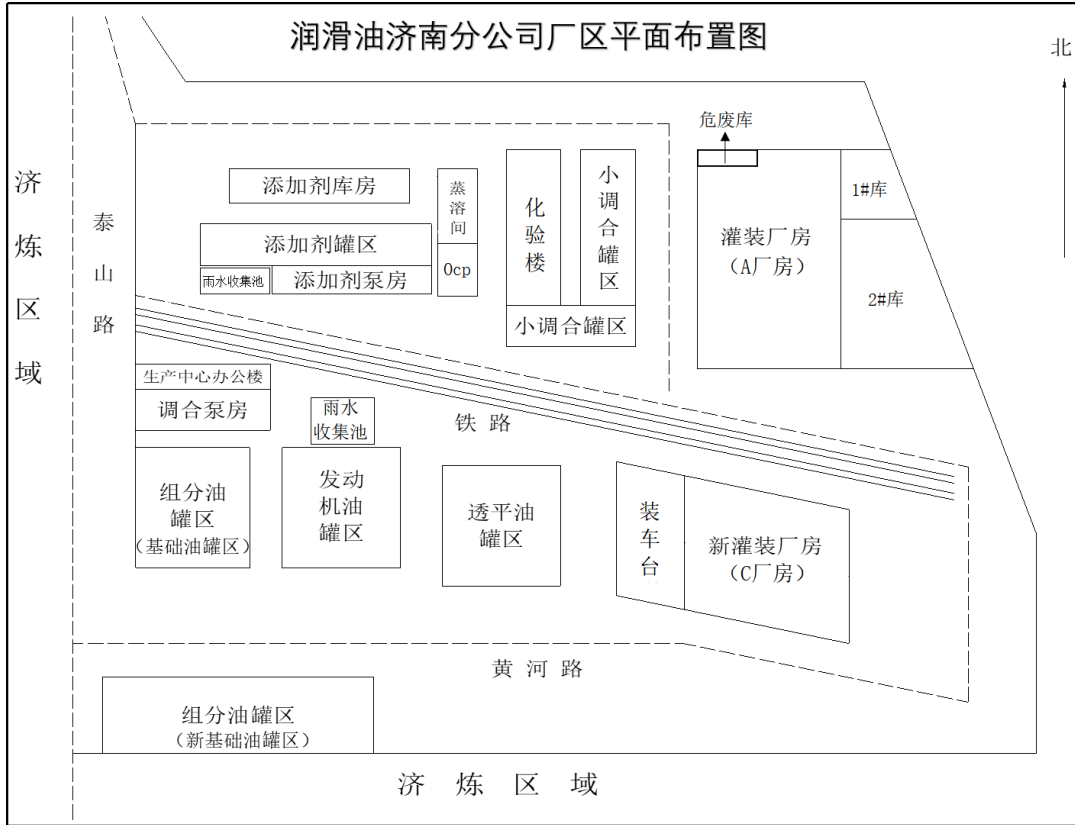 润滑油济南分公司厂区平面布置图
北
危废库
济炼区域
泰山路
添加剂库房
蒸溶间
化验楼
小调合罐区
灌装厂房
（A厂房）
1#库
添加剂罐区
雨水收集池
添加剂泵房
Ocp
2#库
小调合罐区
生产中心办公楼
调合泵房
雨水
收集池
铁路
组分油
罐区
（基础油罐区）
发动
机油
罐区
透平油
罐区
装车台
新灌装厂房
（C厂房）
黄河路
组分油罐区
（新基础油罐区）
济炼区域